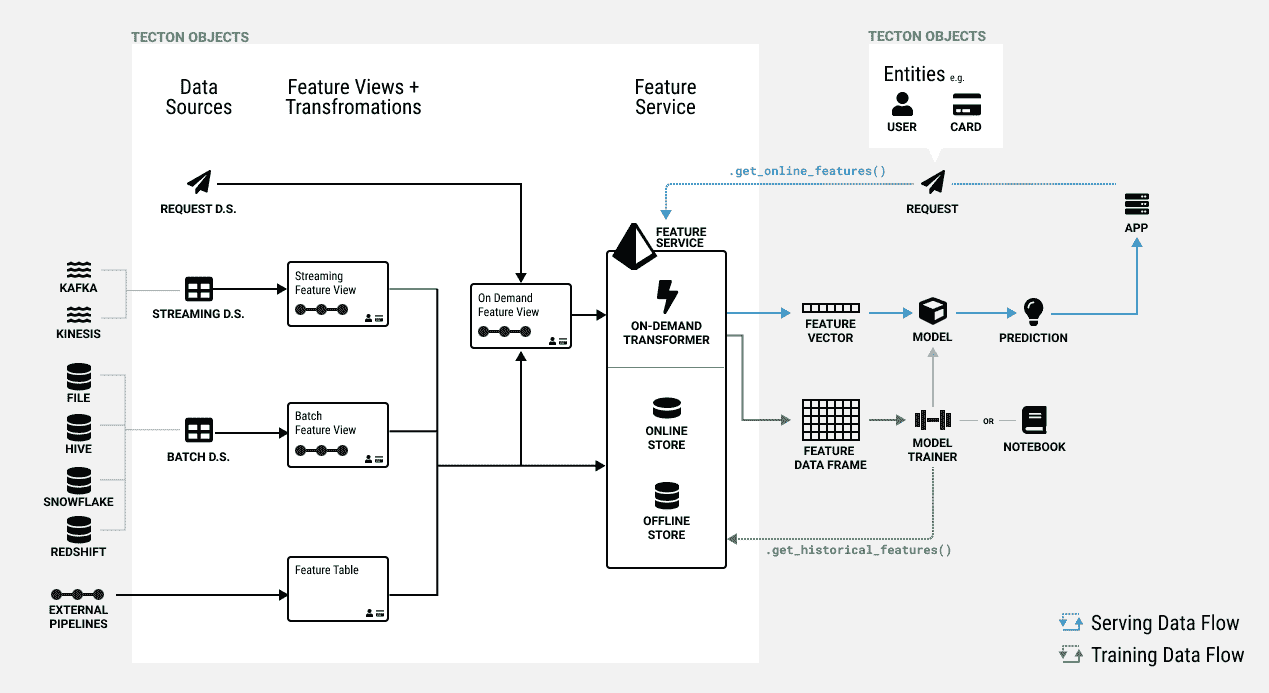 TECTON OBJECTS
TECTON OBJECTS
Data
Sources
Feature Views +
Transfromations
Feature
Service
Entities e.g.
USER
CARD
.get_online_features()
REQUEST D.S.
REQUEST
APP
FEATURE
SERVICE
KAFKA
KINESIS
STREAMING D.S.
Streaming
Feature View
On Demand
Feature View
ON-DEMAND
TRANSFORMER
FEATURE
VECTOR
MODEL
PREDICTION
FILE
HIVE
SNOWFLAKE
REDSHIFT
BATCH D.S.
Batch
Feature View
ONLINE
STORE
OFFLINE
STORE
FEATURE
DATA FRAME
MODEL
TRAINER
OR
NOTEBOOK
.get_historical_features()
EXTERNAL
PIPELINES
Feature Table
Serving Data Flow
Training Data Flow